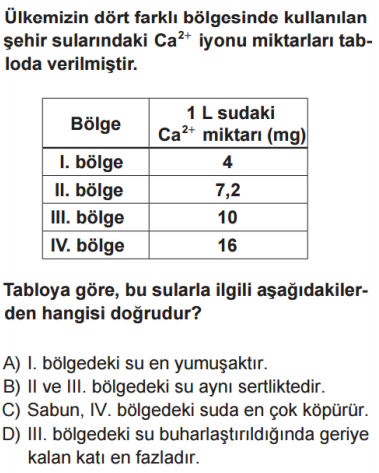 Ülkemizin dört farklı bölgesinde kullanılan
şehir sularındaki Ca²⁺ iyonu miktarları tab-
loda verilmiştir.
Bölge
1 L sudaki
Ca²⁺ miktarı (mg)
I. bölge 4
II. bölge 7,2
III. bölge 10
IV. bölge 16
Tabloya göre, bu sularla ilgili aşağıdakiler-
den hangisi doğrudur?
A) I. bölgedeki su en yumuşaktır.
B) II ve III. bölgedeki su aynı sertliktedir.
C) Sabun, IV. bölgedeki suda en çok köpürür.
D) III. bölgedeki su buharlaştırıldığında geriye
kalan katı en fazladır.